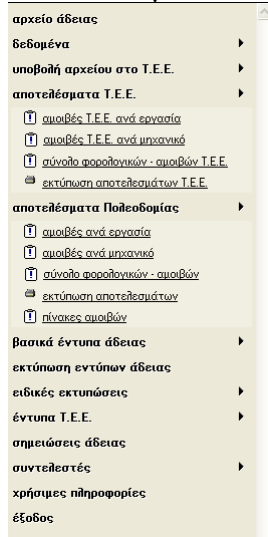 αρχείο άδειας
δεδομένα
υποβολή αρχείου στο Τ.Ε.Ε.
αποτελέσματα Τ.Ε.Ε.
αμοιβές Τ.Ε.Ε. ανά εργασία
αμοιβές Τ.Ε.Ε. ανά μηχανικό
σύνολο φορολογικών - αμοιβών Τ.Ε.Ε.
εκτύπωση αποτελεσμάτων Τ.Ε.Ε.
αποτελέσματα Πολεοδομίας
αμοιβές ανά εργασία
αμοιβές ανά μηχανικό
σύνολο φορολογικών - αμοιβών
εκτύπωση αποτελεσμάτων
πίνακες αμοιβών
βασικά έντυπα άδειας
εκτύπωση εντύπων άδειας
ειδικές εκτυπώσεις
έντυπα Τ.Ε.Ε.
σημειώσεις άδειας
συντελεστές
χρήσιμες πληροφορίες
έξοδος